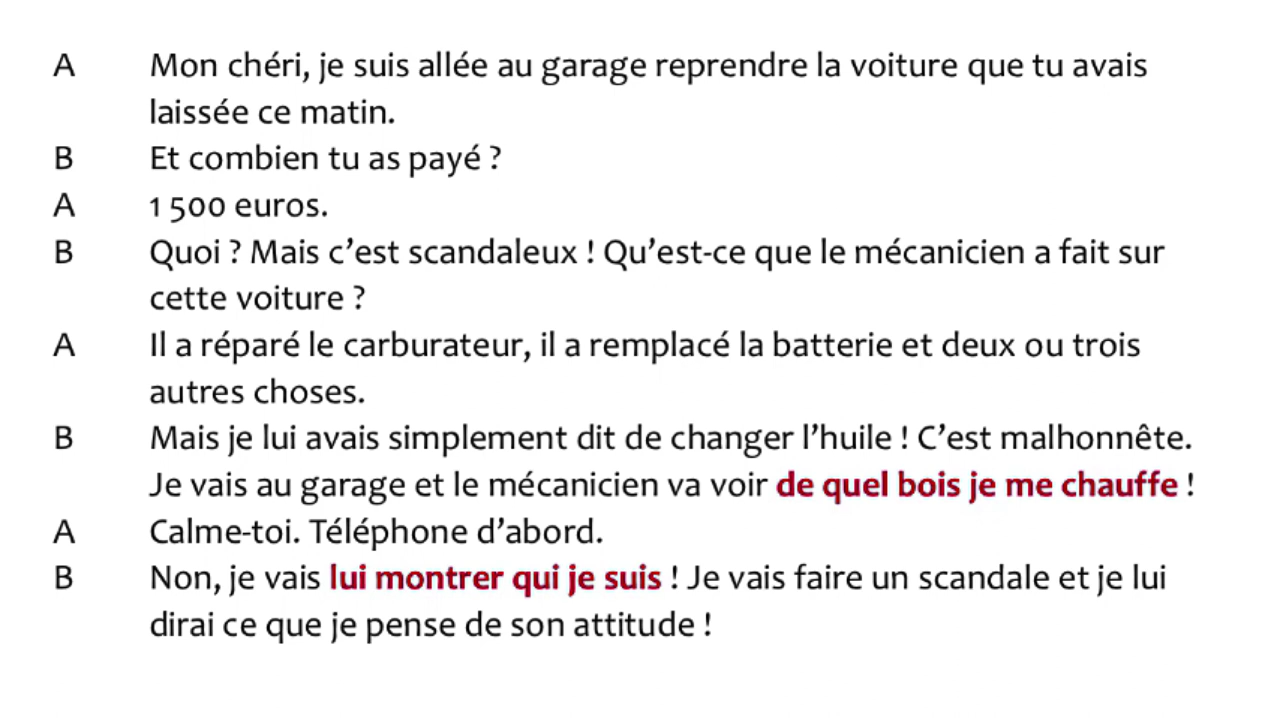 A Mon chéri, je suis allée au garage reprendre la voiture que tu avais
laissée ce matin.
B Et combien tu as payé ?
A 1 500 euros.
B Quoi ? Mais c’est scandaleux ! Qu’est-ce que le mécanicien a fait sur
cette voiture ?
A Il a réparé le carburateur, il a remplacé la batterie et deux ou trois
autres choses.
B Mais je lui avais simplement dit de changer l’huile ! C’est malhonnête.
Je vais au garage et le mécanicien va voir de quel bois je me chauffe !
A Calme-toi. Téléphone d’abord.
B Non, je vais lui montrer qui je suis ! Je vais faire un scandale et je lui
dirai ce que je pense de son attitude !